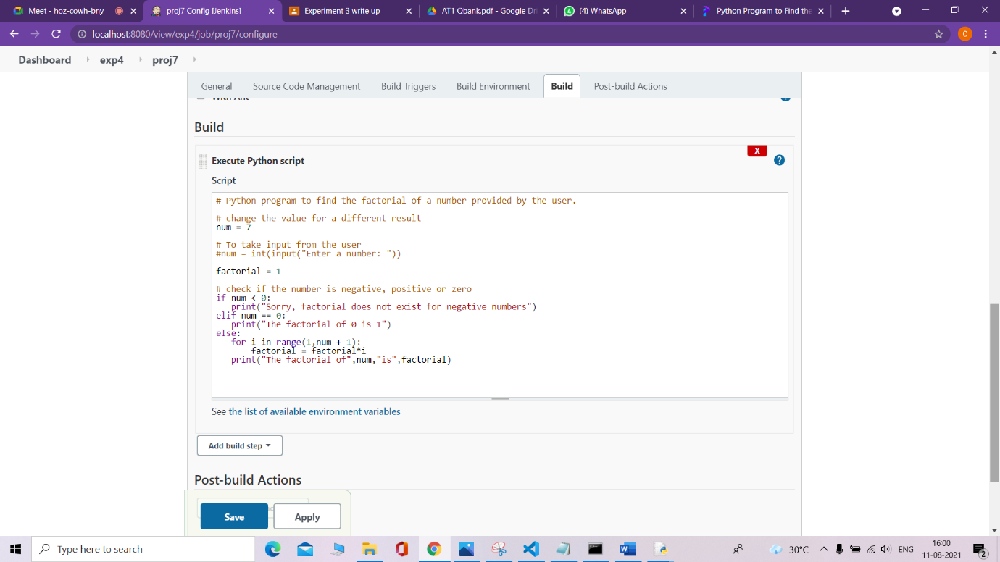 Meet - hoz-cowh-bny
proj7 Config [Jenkins]
Experiment 3 write up
AT1 Qbank.pdf - Google Dri
(4) WhatsApp
Python Program to Find the
localhost:8080/view/exp4/job/proj7/configure
C
Dashboard exp4 proj7
General Source Code Management Build Triggers Build Environment Build Post-build Actions
With Ant
Build
Execute Python script
X
?
Script
# Python program to find the factorial of a number provided by the user.
# change the value for a different result
num = 7
# To take input from the user
#num = int(input("Enter a number: "))
factorial = 1
# check if the number is negative, positive or zero
if num < 0:
print("Sorry, factorial does not exist for negative numbers")
elif num == 0:
print("The factorial of 0 is 1")
else:
for i in range(1,num + 1):
factorial = factorial*i
print("The factorial of",num,"is",factorial)
See the list of available environment variables
Add build step
Post-build Actions
Save Apply
Type here to search
30°C
ENG
16:00
11-08-2021
2